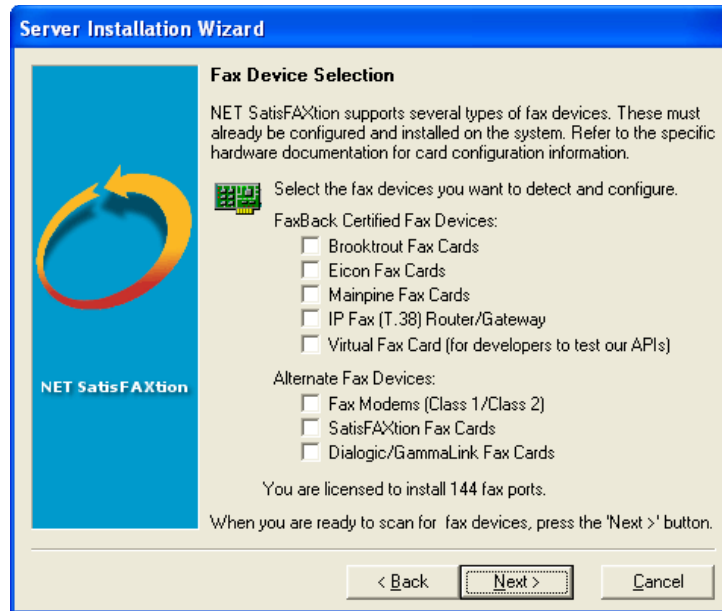 Server Installation Wizard
Fax Device Selection
NET SatisFAXtion supports several types of fax devices. These must
already be configured and installed on the system. Refer to the specific
hardware documentation for card configuration information.
Select the fax devices you want to detect and configure.
FaxBack Certified Fax Devices:
Brooktrout Fax Cards
Eicon Fax Cards
Mainpine Fax Cards
IP Fax (T.38) Router/Gateway
Virtual Fax Card (for developers to test our APIs)
NET SatisFAXtion
Alternate Fax Devices:
Fax Modems (Class 1/Class 2)
SatisFAXtion Fax Cards
Dialogic/GammaLink Fax Cards
You are licensed to install 144 fax ports.
When you are ready to scan for fax devices, press the 'Next >' button.
< Back
Next >
Cancel